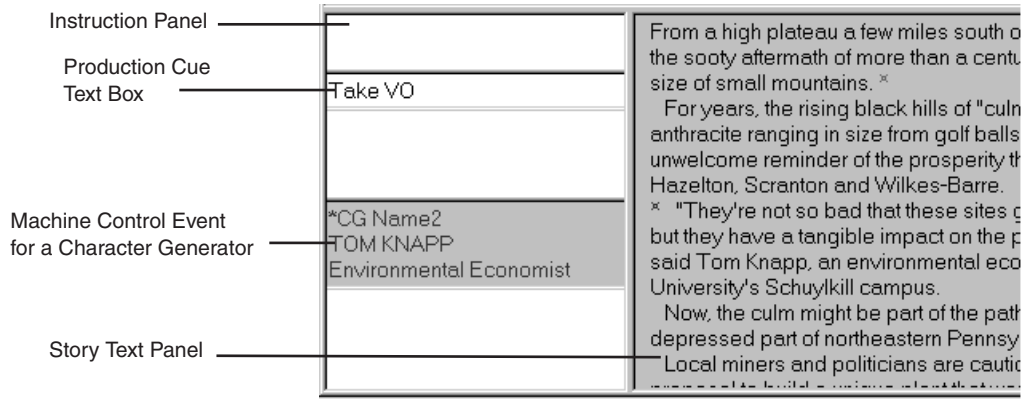 Instruction Panel
Production Cue
Text Box
Machine Control Event
for a Character Generator
Story Text Panel
Take VO
*CG Name2
TOM KNAPP
Environmental Economist
From a high plateau a few miles south o
the sooty aftermath of more than a centu
size of small mountains. ¤
For years, the rising black hills of "culm
anthracite ranging in size from golf balls
unwelcome reminder of the prosperity th
Hazelton, Scranton and Wilkes-Barre.
¤ "They're not so bad that these sites g
but they have a tangible impact on the p
said Tom Knapp, an environmental eco
University's Schuylkill campus.
Now, the culm might be part of the path
depressed part of northeastern Pennsy
Local miners and politicians are cautio